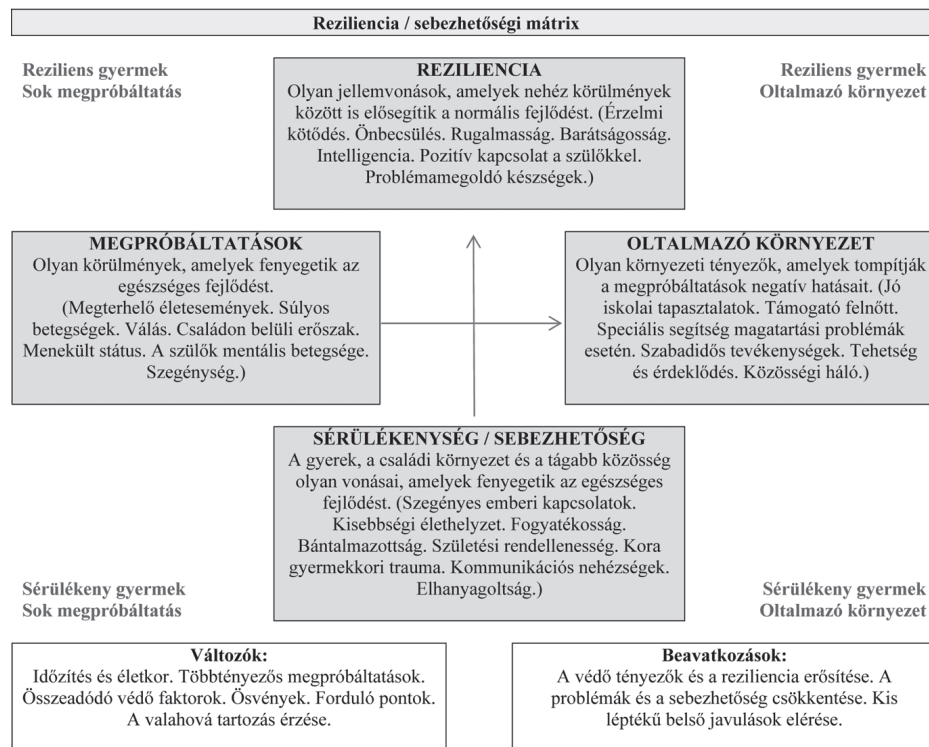 Reziliencia / sebezhetőségi mátrix
Reziliens gyermek
Sok megpróbáltatás
REZILIENCIA
Olyan jellemvonások, amelyek nehéz körülmények
között is elősegítik a normális fejlődést. (Érzelmi
kötődés. Önbecsülés. Rugalmasság. Barátságosság.
Intelligencia. Pozitív kapcsolat a szülőkkel.
Problémamegoldó készségek.)
Reziliens gyermek
Oltalmazó környezet
MEGPRÓBÁLTATÁSOK
Olyan körülmények, amelyek fenyegetik az
egészséges fejlődést.
(Megterhelő életesemények. Súlyos
betegségek. Válás. Családon belüli erőszak.
Menekült státus. A szülők mentális betegsége.
Szegénység.)
OLTALMAZÓ KÖRNYEZET
Olyan környezeti tényezők, amelyek tompítják
a megpróbáltatások negatív hatásait. (Jó
iskolai tapasztalatok. Támogató felnőtt.
Speciális segítség magatartási problémák
esetén. Szabadidős tevékenységek. Tehetség
és érdeklődés. Közösségi háló.)
SÉRÜLÉKENYSÉG / SEBEZHETŐSÉG
A gyerek, a családi környezet és a tágabb közösség
olyan vonásai, amelyek fenyegetik az egészséges
fejlődést. (Szegényes emberi kapcsolatok.
Kisebbségi élethelyzet. Fogyatékosság.
Bántalmazottság. Születési rendellenesség. Kora
gyermekkori trauma. Kommunikációs nehézségek.
Elhanyagoltság.)
Sérülékeny gyermek
Sok megpróbáltatás
Sérülékeny gyermek
Oltalmazó környezet
Változók:
Időzítés és életkor. Többtényezős megpróbáltatások.
Összeadódó védő faktorok. Ösvények. Forduló pontok.
A valahová tartozás érzése.
Beavatkozások:
A védő tényezők és a reziliencia erősítése. A
problémák és a sebezhetőség csökkentése. Kis
léptékű belső javulások elérése.